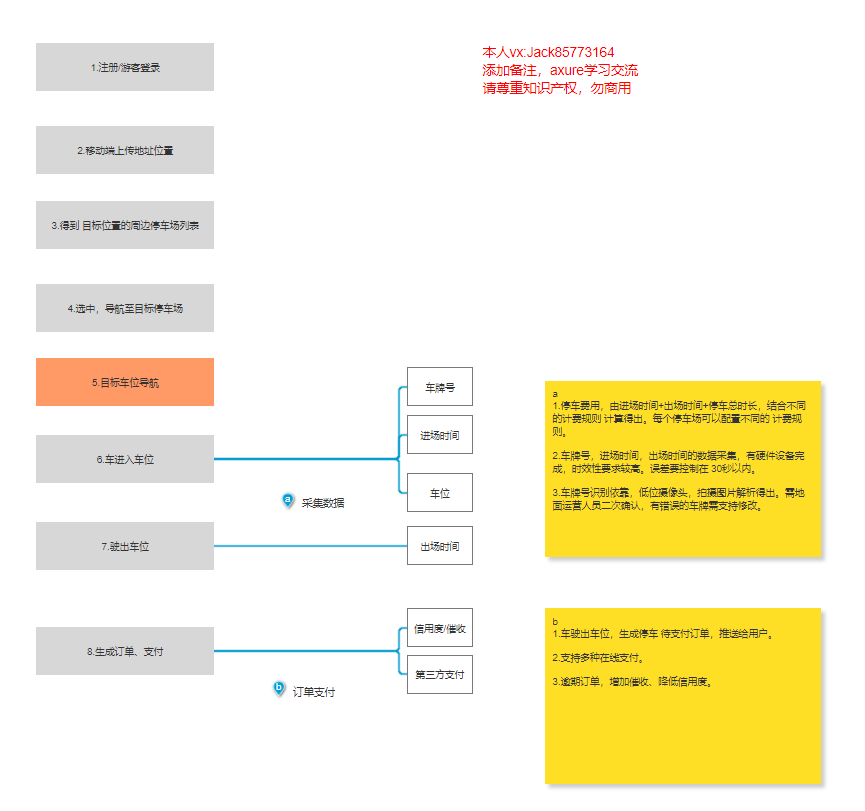 本人vx:Jack85773164
添加备注，axure学习交流
请尊重知识产权，勿商用
1.注册/游客登录
2.移动端上传地址位置
3.得到 目标位置的周边停车场列表
4.选中，导航至目标停车场
5.目标车位导航
6.车进入车位
车牌号
进场时间
车位
a
采集数据
7.驶出车位
出场时间
a
1.停车费用，由进场时间+出场时间+停车总时长，结合不同
的计费规则 计算得出。每个停车场可以配置不同的 计费规
则。
2.车牌号，进场时间，出场时间的数据采集，有硬件设备完
成，时效性要求较高。误差要控制在 30秒以内。
3.车牌号识别依靠，低位摄像头，拍摄图片解析得出。需地
面运营人员二次确认，有错误的车牌需支持修改。
8.生成订单、支付
信用度/催收
第三方支付
b
订单支付
b
1.车驶出车位，生成停车 待支付订单，推送给用户。
2.支持多种在线支付。
3.逾期订单，增加催收、降低信用度。